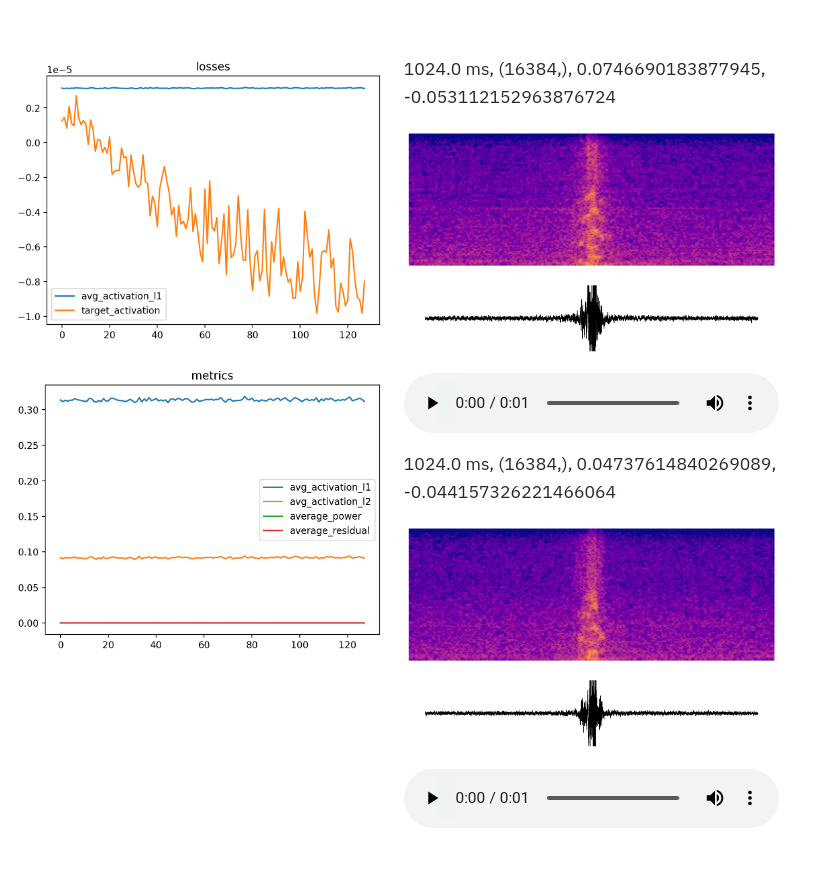 losses
1e−5
0.2
0.0
−0.2
−0.4
−0.6
−0.8
−1.0
avg_activation_l1
target_activation
0 20 40 60 80 100 120
metrics
0.30
0.25
0.20
0.15
0.10
0.05
0.00
avg_activation_l1
avg_activation_l2
average_power
average_residual
0 20 40 60 80 100 120
1024.0 ms, (16384,), 0.0746690183877945,
-0.053112152963876724
0:00 / 0:01
1024.0 ms, (16384,), 0.04737614840269089,
-0.044157326221466064
0:00 / 0:01